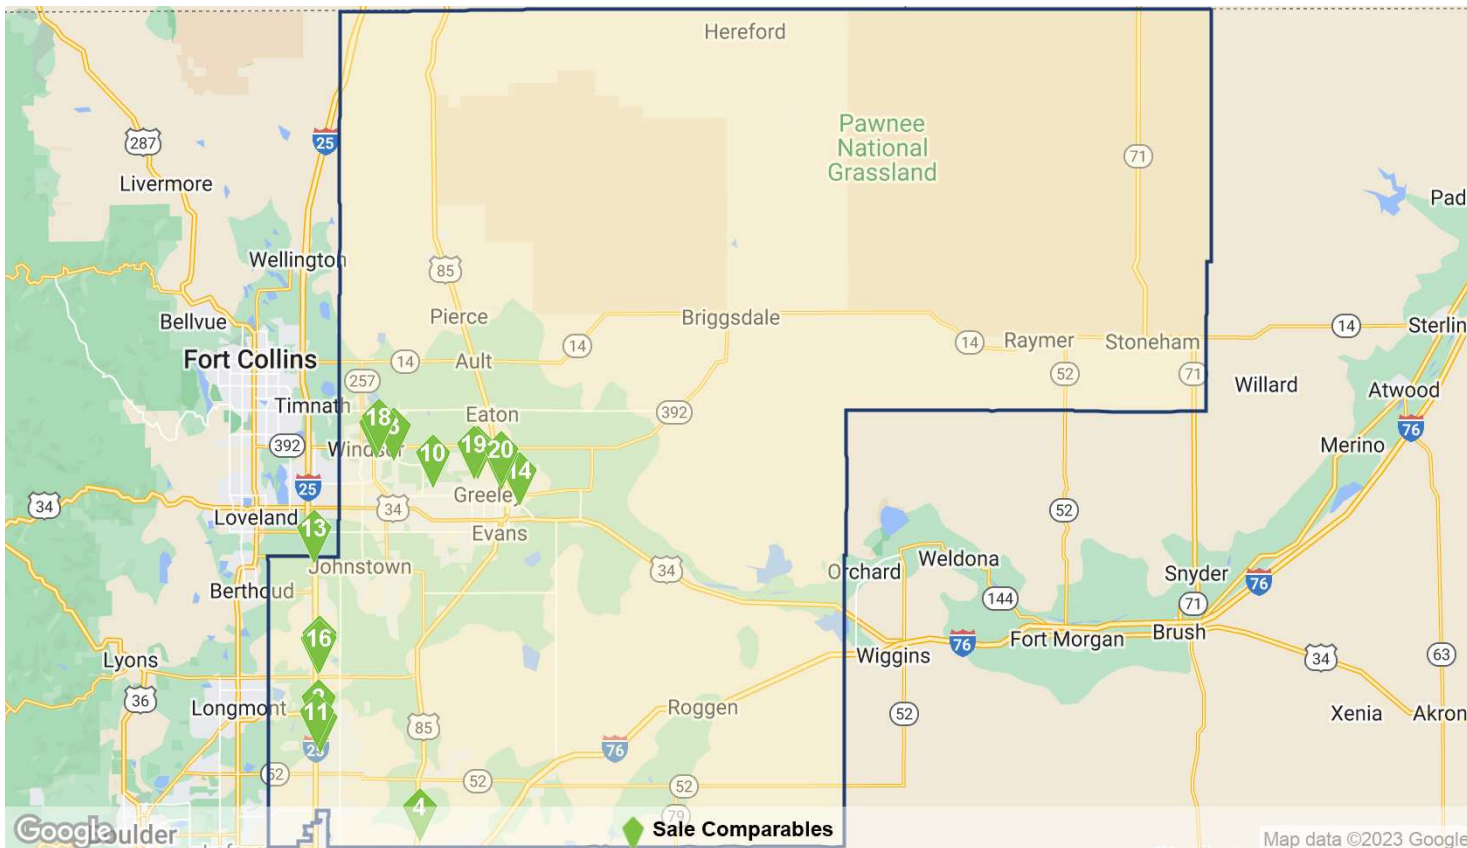 Hereford
Pawnee
National
Grassland
25
287
71
Livermore
Pad
Wellington
85
Bellvue
Pierce
Briggsdale
14
14
Sterlin
Fort Collins
14
Ault
14
Raymer
Stoneham
257
52
71
Willard
Atwood
Timnath
Eaton
392
18
392
Windsor
19
20
76
Merino
10
14
25
34
Greeley
34
Loveland
13
Evans
52
Johnstown
34
Orchard
Weldona
Snyder
76
Berthoud
144
71
16
Fort Morgan
Brush
76
Lyons
Wiggins
34
63
36
Longmont
11
Roggen
52
Xenia
Akron
85
25
76
52
52
52
4
79
Google
Boulder
Sale Comparables
Map data ©2023 Google